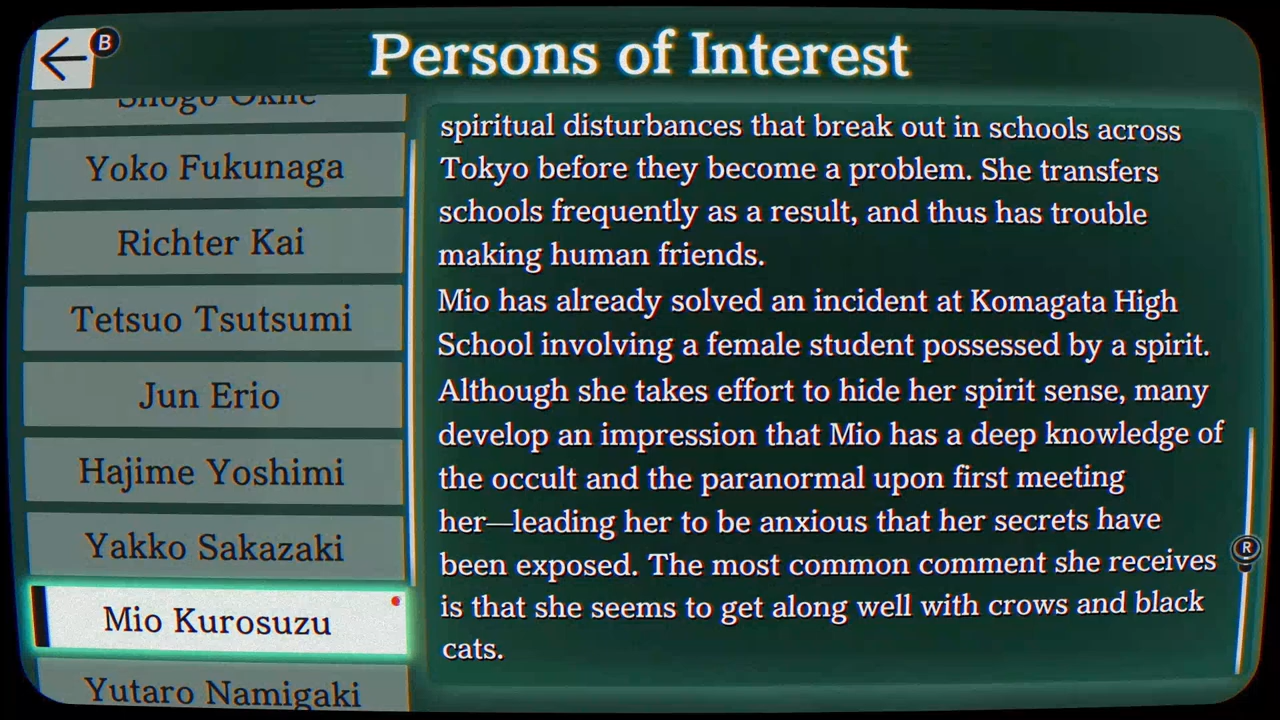 B
Persons of Interest
Yoko Fukunaga
Richter Kai
Tetsuo Tsutsumi
Jun Erio
Hajime Yoshimi
Yakko Sakazaki
Mio Kurosuzu
Yutaro Namigaki
spiritual disturbances that break out in schools across
Tokyo before they become a problem. She transfers
schools frequently as a result, and thus has trouble
making human friends.
Mio has already solved an incident at Komagata High
School involving a female student possessed by a spirit.
Although she takes effort to hide her spirit sense, many
develop an impression that Mio has a deep knowledge of
the occult and the paranormal upon first meeting
her—leading her to be anxious that her secrets have
been exposed. The most common comment she receives
is that she seems to get along well with crows and black
cats.
R